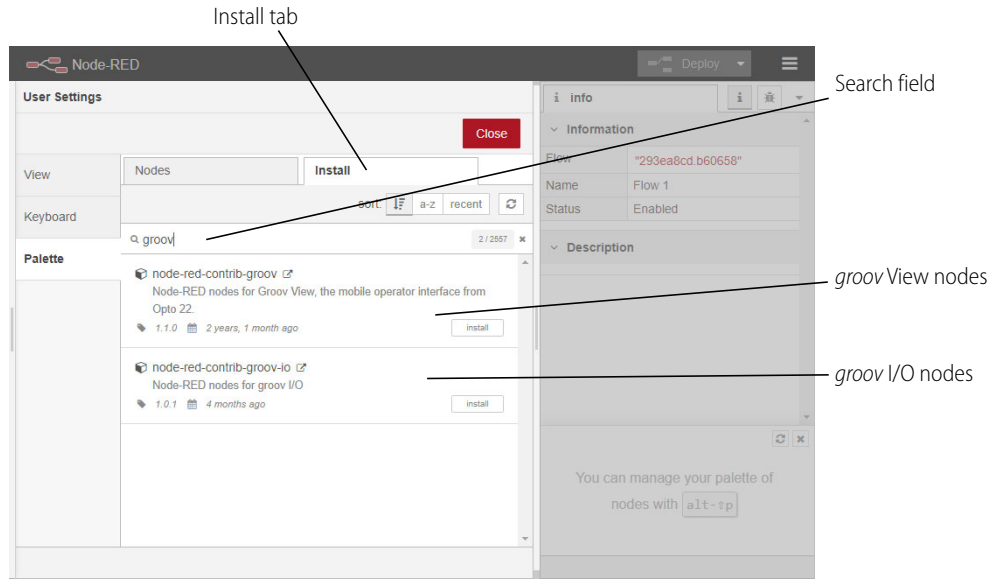 Install tab
Node-RED
Deploy
User Settings
Close
View
Keyboard
Palette
Nodes
Install
sort:
a-z
recent
groov
2 / 2557
node-red-contrib-groov
Node-RED nodes for Groov View, the mobile operator interface from
Opto 22.
1.1.0
2 years, 1 month ago
install
node-red-contrib-groov-io
Node-RED nodes for groov I/O
1.0.1
4 months ago
install
info
Information
Flow
"293ea8cd.b60658"
Name
Flow 1
Status
Enabled
Description
You can manage your palette of
nodes with alt-⇧p
Search field
groov View nodes
groov I/O nodes